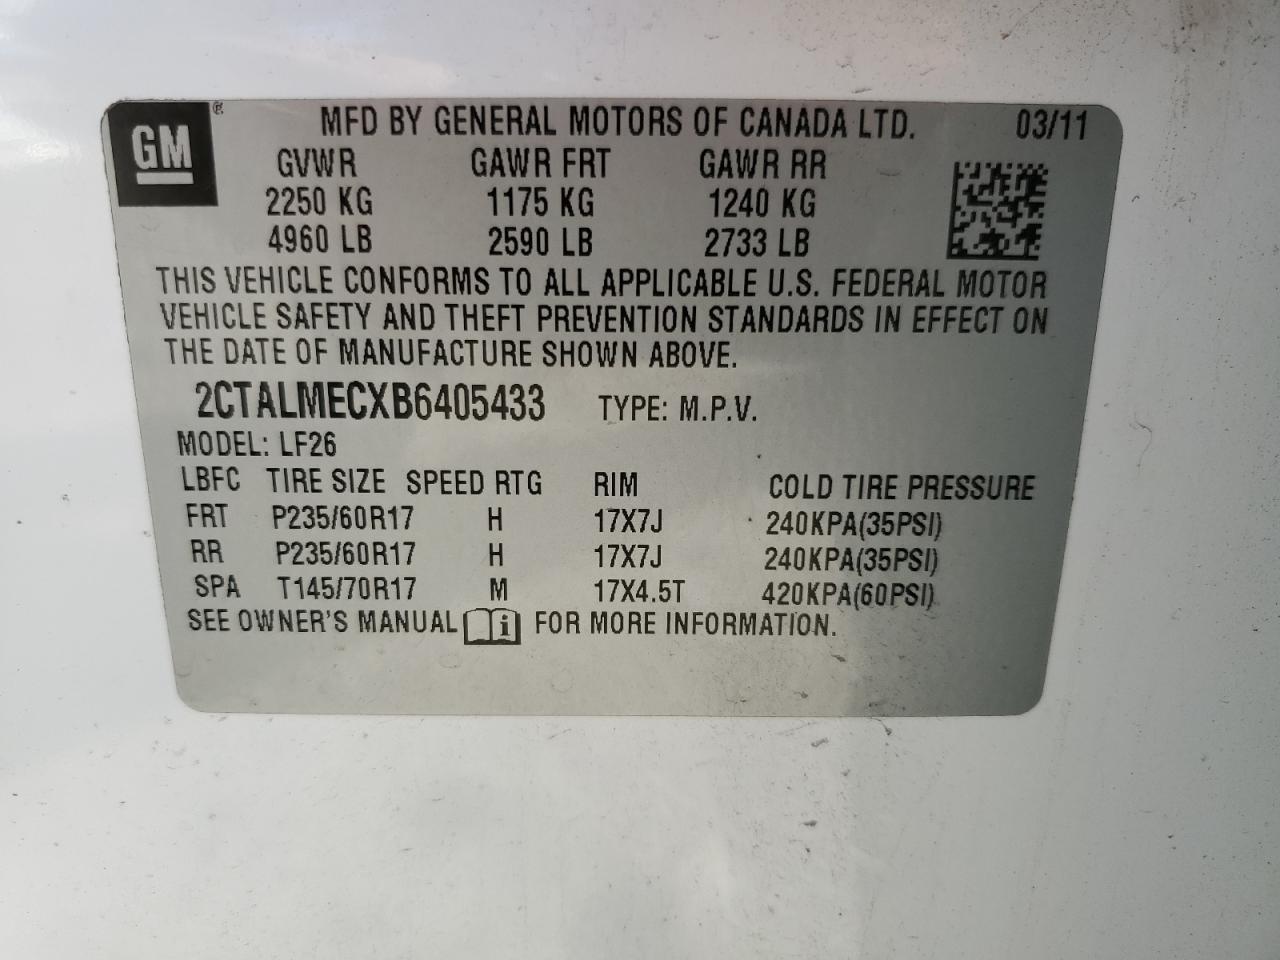 GM ® MFD BY GENERAL MOTORS OF CANADA LTD. 03/11
GVWR GAWR FRT GAWR RR
2250 KG 1175 KG 1240 KG
4960 LB 2590 LB 2733 LB
THIS VEHICLE CONFORMS TO ALL APPLICABLE U.S. FEDERAL MOTOR
VEHICLE SAFETY AND THEFT PREVENTION STANDARDS IN EFFECT ON
THE DATE OF MANUFACTURE SHOWN ABOVE.
2CTALMECXB6405433 TYPE: M.P.V.
MODEL: LF26
LBFC TIRE SIZE SPEED RTG RIM COLD TIRE PRESSURE
FRT P235/60R17 H 17X7J 240KPA(35PSI)
RR P235/60R17 H 17X7J 240KPA(35PSI)
SPA T145/70R17 M 17X4.5T 420KPA(60PSI)
SEE OWNER'S MANUAL i FOR MORE INFORMATION.